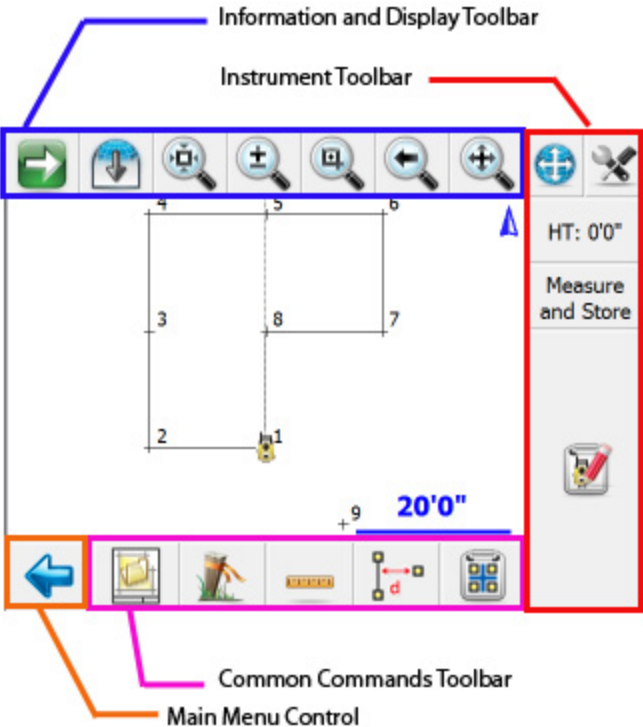 Information and Display Toolbar
Instrument Toolbar
4 5 6
HT: 0'0"
Measure
and Store
3 8 7
2 1
9 20'0"
d
Common Commands Toolbar
Main Menu Control